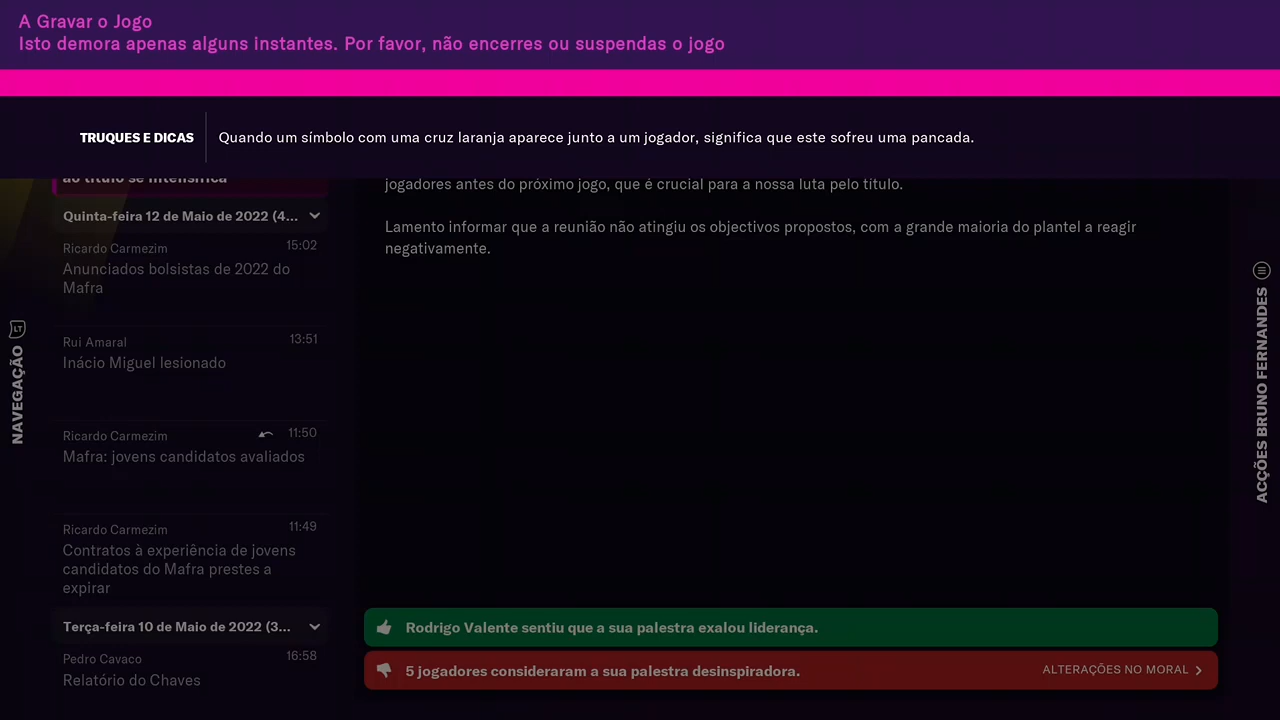 A Gravar o Jogo
Isto demora apenas alguns instantes. Por favor, não encerres ou suspendas o jogo
TRUQUES E DICAS
Quando um símbolo com uma cruz laranja aparece junto a um jogador, significa que este sofreu uma pancada.
ao título se intensifica
Quinta-feira 12 de Maio de 2022 (4...
Ricardo Carmezim 15:02
Anunciados bolsistas de 2022 do
Mafra
Rui Amaral 13:51
Inácio Miguel lesionado
Ricardo Carmezim 11:50
Mafra: jovens candidatos avaliados
Ricardo Carmezim 11:49
Contratos à experiência de jovens
candidatos do Mafra prestes a
expirar
Terça-feira 10 de Maio de 2022 (3...
Pedro Cavaco 16:58
Relatório do Chaves
jogadores antes do próximo jogo, que é crucial para a nossa luta pelo título.
Lamento informar que a reunião não atingiu os objectivos propostos, com a grande maioria do plantel a reagir
negativamente.
Rodrigo Valente sentiu que a sua palestra exalou liderança.
5 jogadores consideraram a sua palestra desinspiradora.
ALTERAÇÕES NO MORAL
LT
NAVEGAÇÃO
ACÇÕES BRUNO FERNANDES